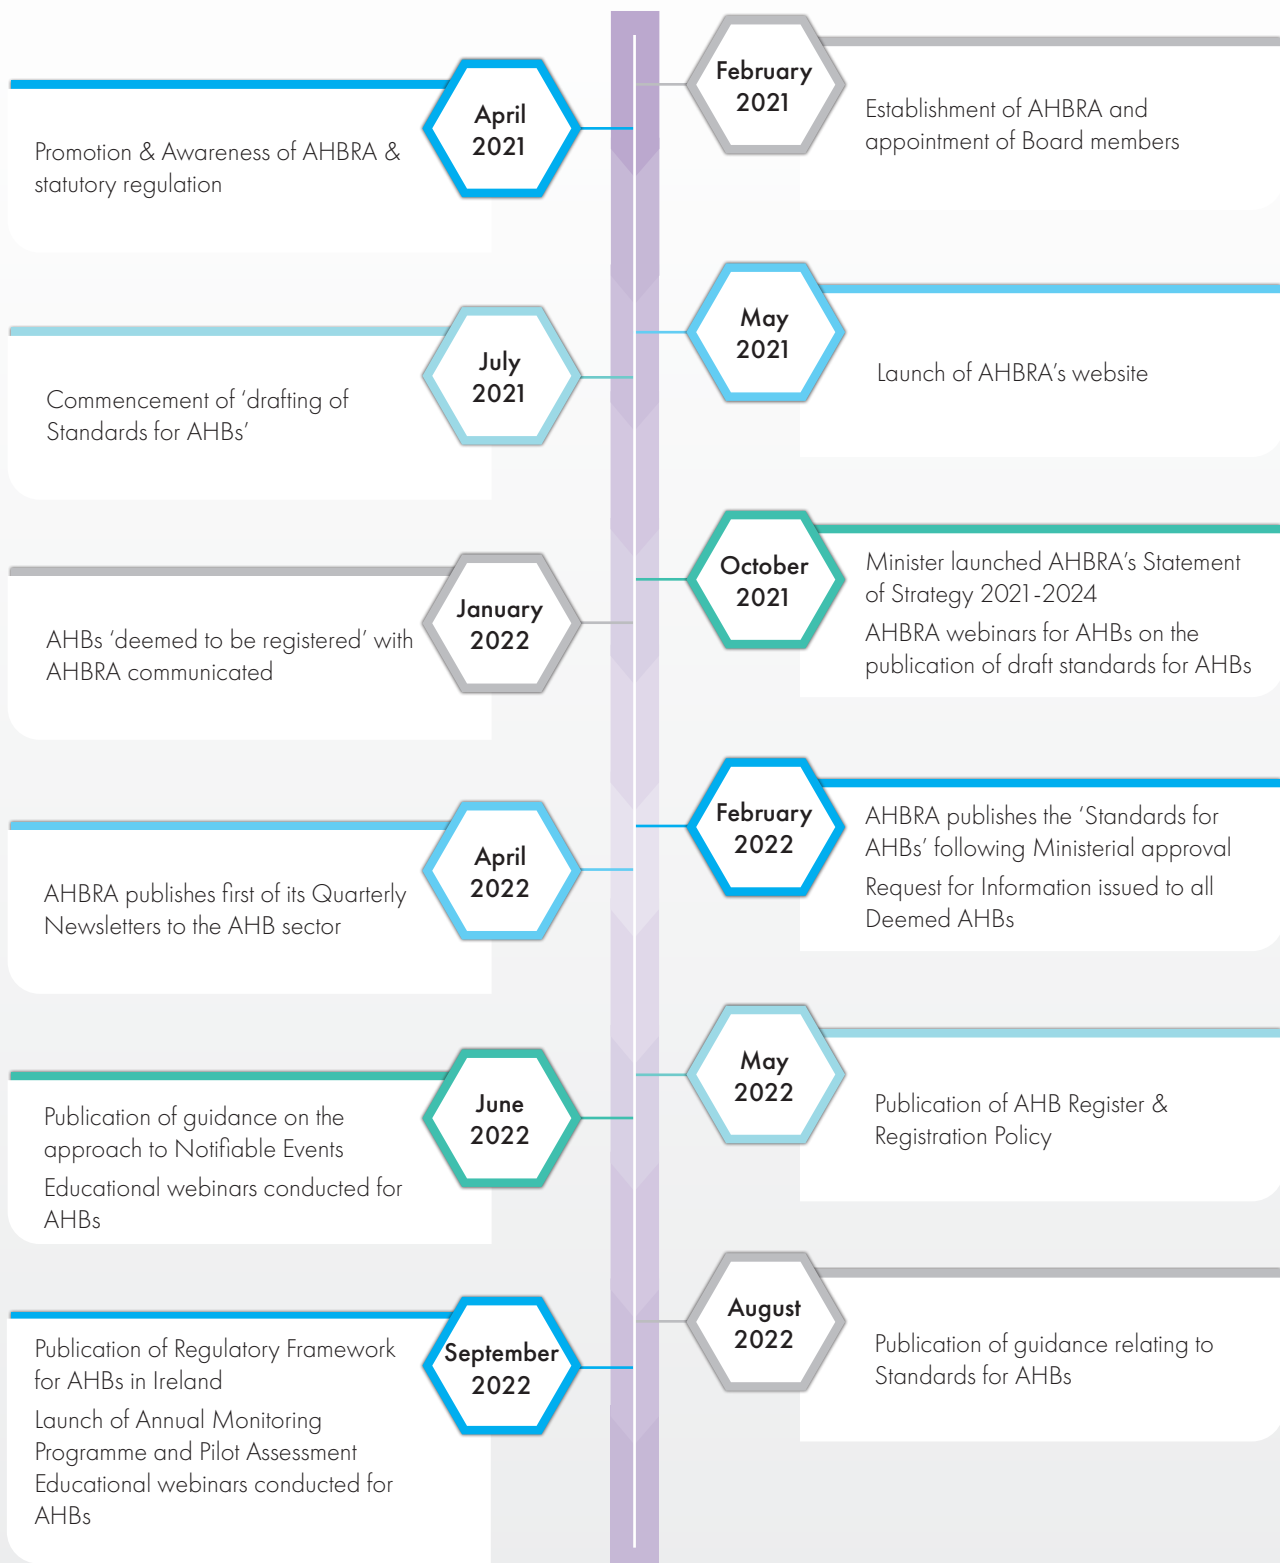 February
2021
Establishment of AHBRA and
appointment of Board members
April
2021
Promotion & Awareness of AHBRA &
statutory regulation
May
2021
Launch of AHBRA's website
July
2021
Commencement of ‘drafting of
Standards for AHBs’
October
2021
Minister launched AHBRA's Statement
of Strategy 2021-2024
AHBRA webinars for AHBs on the
publication of draft standards for AHBs
January
2022
AHBs ‘deemed to be registered’ with
AHBRA communicated
February
2022
AHBRA publishes the ‘Standards for
AHBs’ following Ministerial approval
Request for Information issued to all
Deemed AHBs
April
2022
AHBRA publishes first of its Quarterly
Newsletters to the AHB sector
May
2022
Publication of AHB Register &
Registration Policy
June
2022
Publication of guidance on the
approach to Notifiable Events
Educational webinars conducted for
AHBs
August
2022
Publication of guidance relating to
Standards for AHBs
September
2022
Publication of Regulatory Framework
for AHBs in Ireland
Launch of Annual Monitoring
Programme and Pilot Assessment
Educational webinars conducted for
AHBs